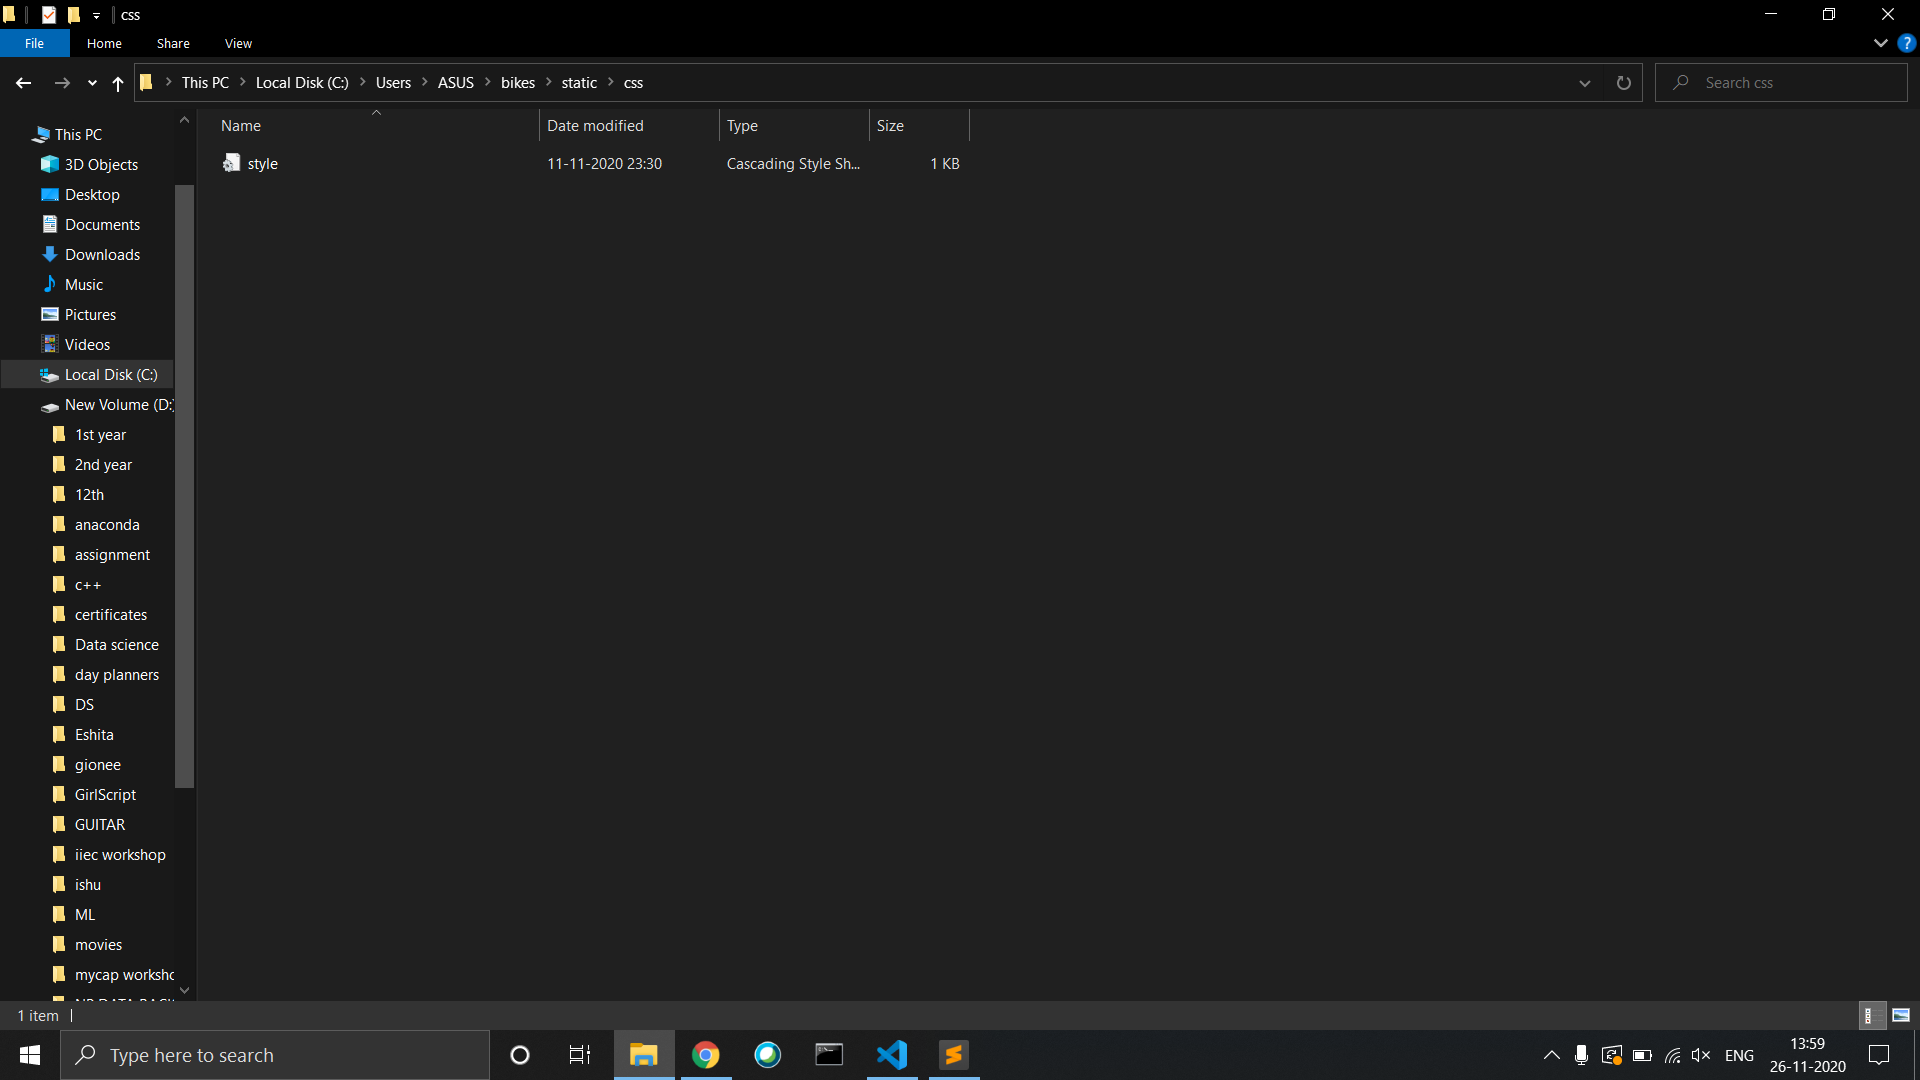 css
File Home Share View
This PC Local Disk (C:) Users ASUS bikes static css
Search css
Name Date modified Type Size
style 11-11-2020 23:30 Cascading Style Sh... 1 KB
This PC
3D Objects
Desktop
Documents
Downloads
Music
Pictures
Videos
Local Disk (C:)
New Volume (D:)
1st year
2nd year
12th
anaconda
assignment
c++
certificates
Data science
day planners
DS
Eshita
gionee
GirlScript
GUITAR
iiec workshop
ishu
ML
movies
mycap worksho
1 item
Type here to search
ENG
13:59
26-11-2020